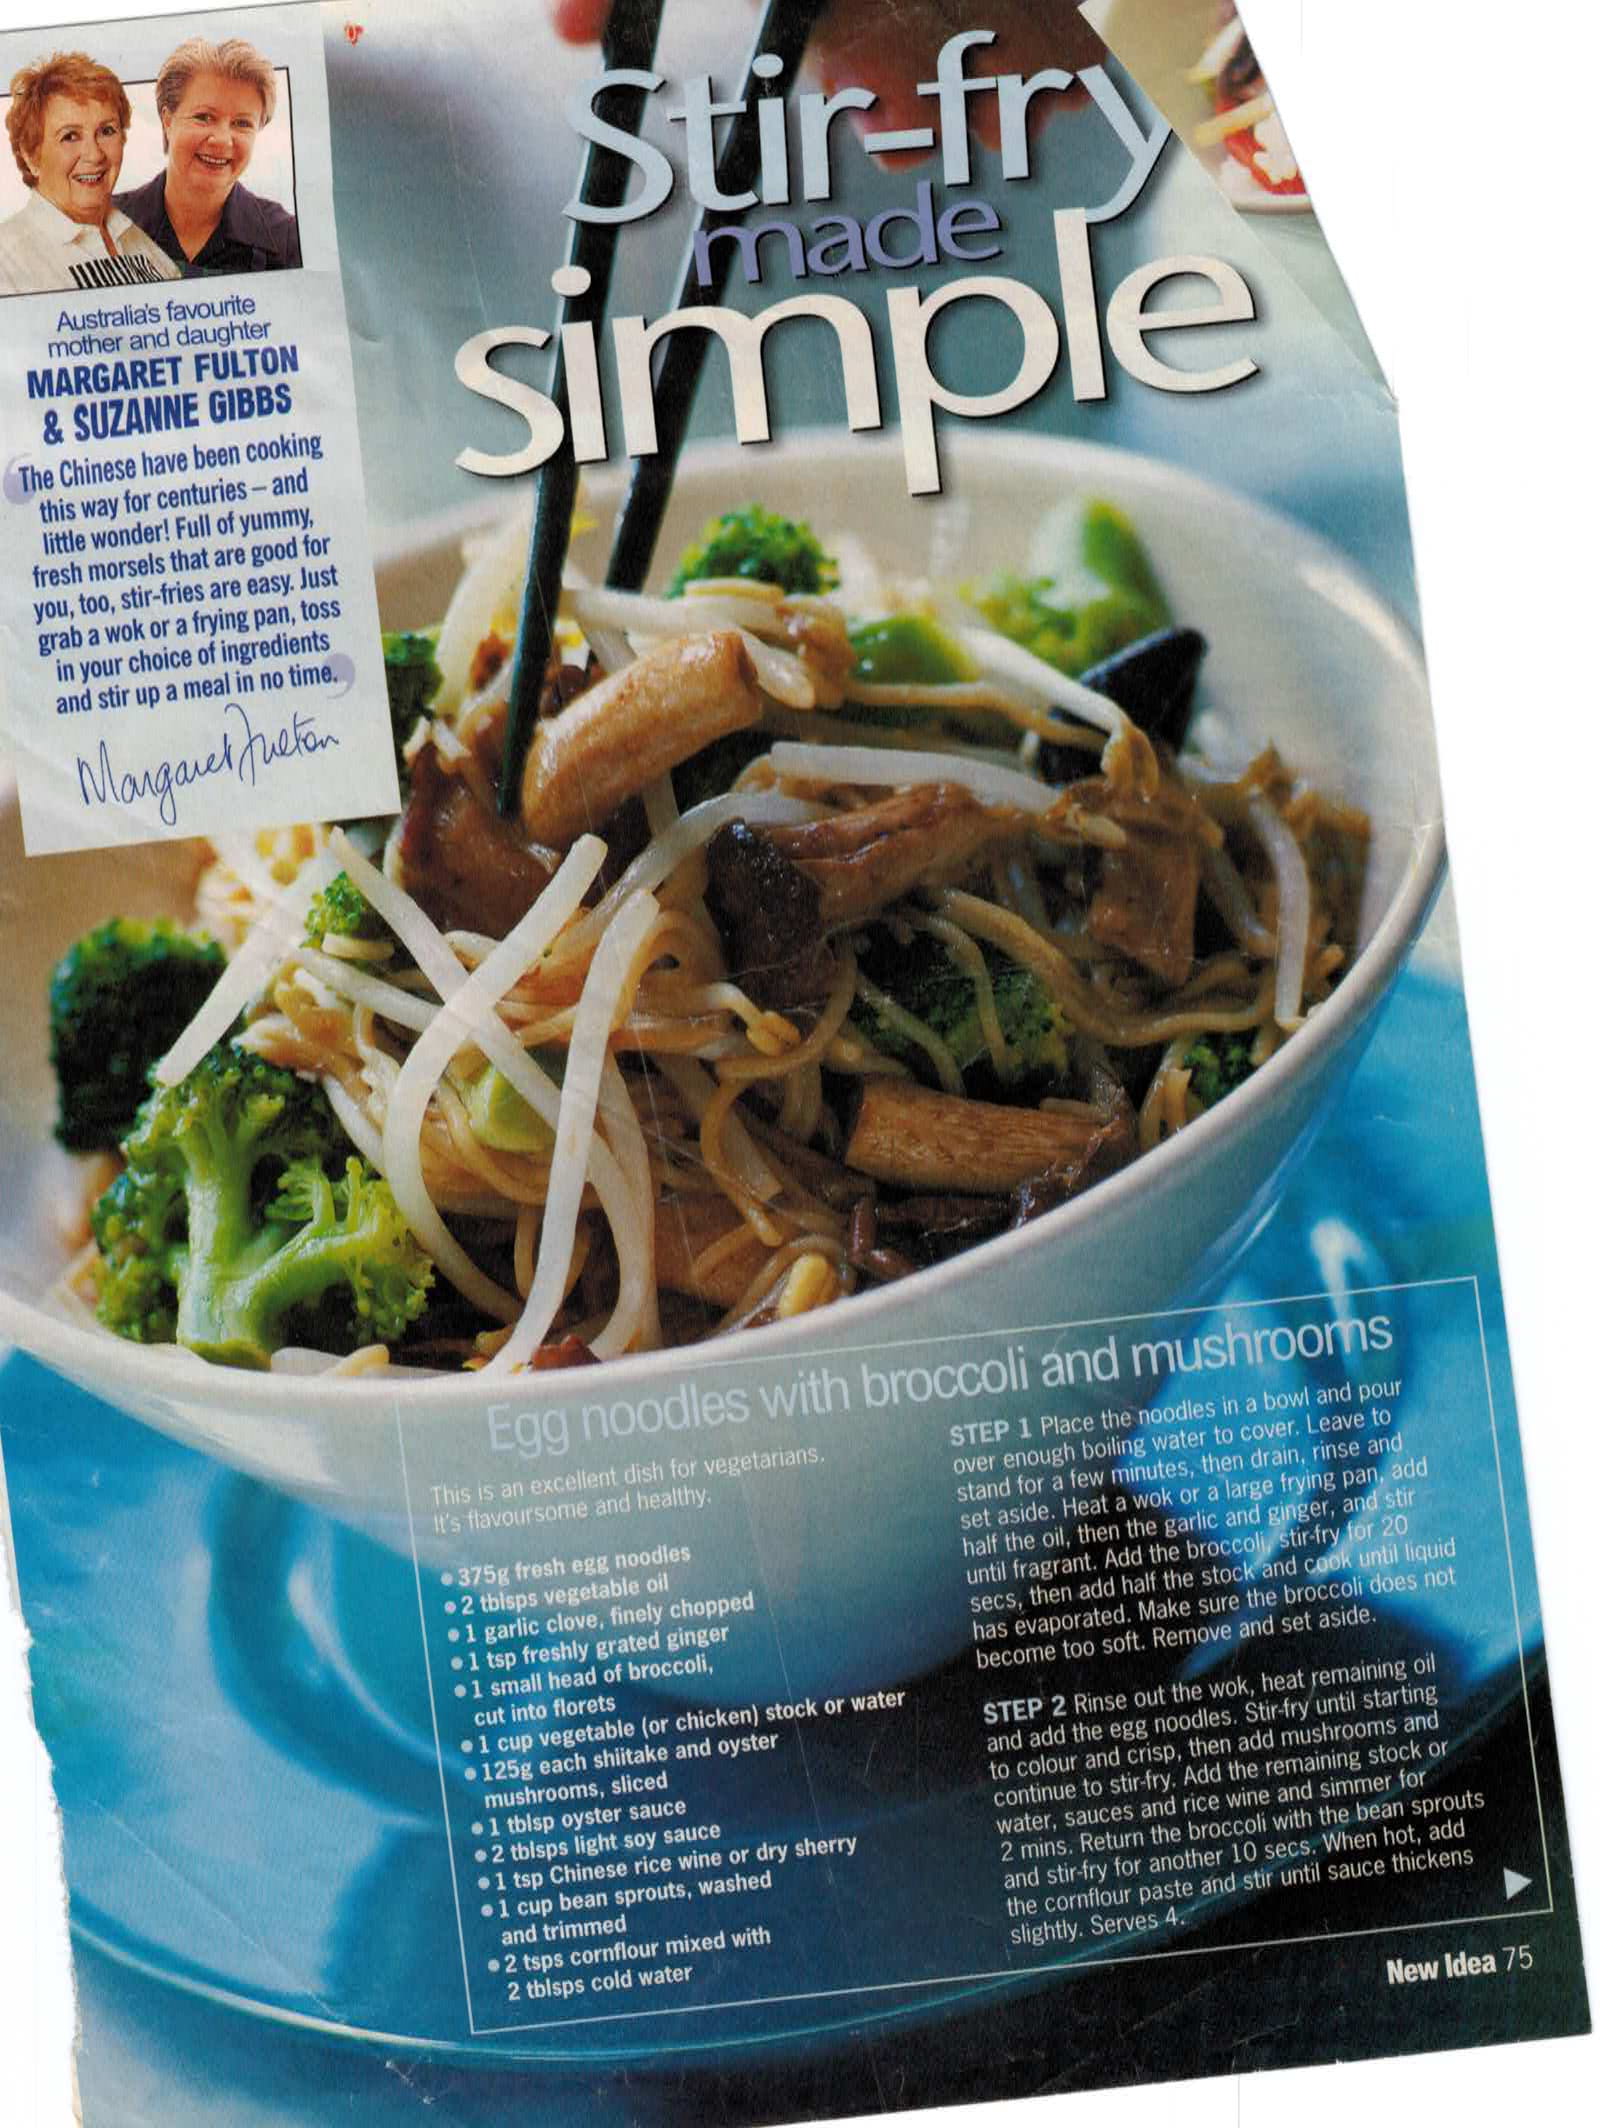 Stir-fry
made
simple
Australia's favourite
mother and daughter
MARGARET FULTON
& SUZANNE GIBBS
‘The Chinese have been cooking
this way for centuries – and
little wonder! Full of yummy,
fresh morsels that are good for
you, too, stir-fries are easy. Just
grab a wok or a frying pan, toss
in your choice of ingredients
and stir up a meal in no time.’
Margaret Fulton
Egg noodles with broccoli and mushrooms
This is an excellent dish for vegetarians.
It's flavoursome and healthy.
• 375g fresh egg noodles
• 2 tblsps vegetable oil
• 1 garlic clove, finely chopped
• 1 tsp freshly grated ginger
• 1 small head of broccoli,
cut into florets
• 1 cup vegetable (or chicken) stock or water
• 125g each shiitake and oyster
mushrooms, sliced
• 1 tblsp oyster sauce
• 2 tblsps light soy sauce
• 1 tsp Chinese rice wine or dry sherry
• 1 cup bean sprouts, washed
and trimmed
• 2 tsps cornflour mixed with
2 tblsps cold water
STEP 1 Place the noodles in a bowl and pour
over enough boiling water to cover. Leave to
stand for a few minutes, then drain, rinse and
set aside. Heat a wok or a large frying pan, add
half the oil, then the garlic and ginger, and stir
until fragrant. Add the broccoli, stir-fry for 20
secs, then add half the stock and cook until liquid
has evaporated. Make sure the broccoli does not
become too soft. Remove and set aside.
STEP 2 Rinse out the wok, heat remaining oil
and add the egg noodles. Stir-fry until starting
to colour and crisp, then add mushrooms and
continue to stir-fry. Add the remaining stock or
water, sauces and rice wine and simmer for
2 mins. Return the broccoli with the bean sprouts
and stir-fry for another 10 secs. When hot, add
the cornflour paste and stir until sauce thickens
slightly. Serves 4.
New Idea 75